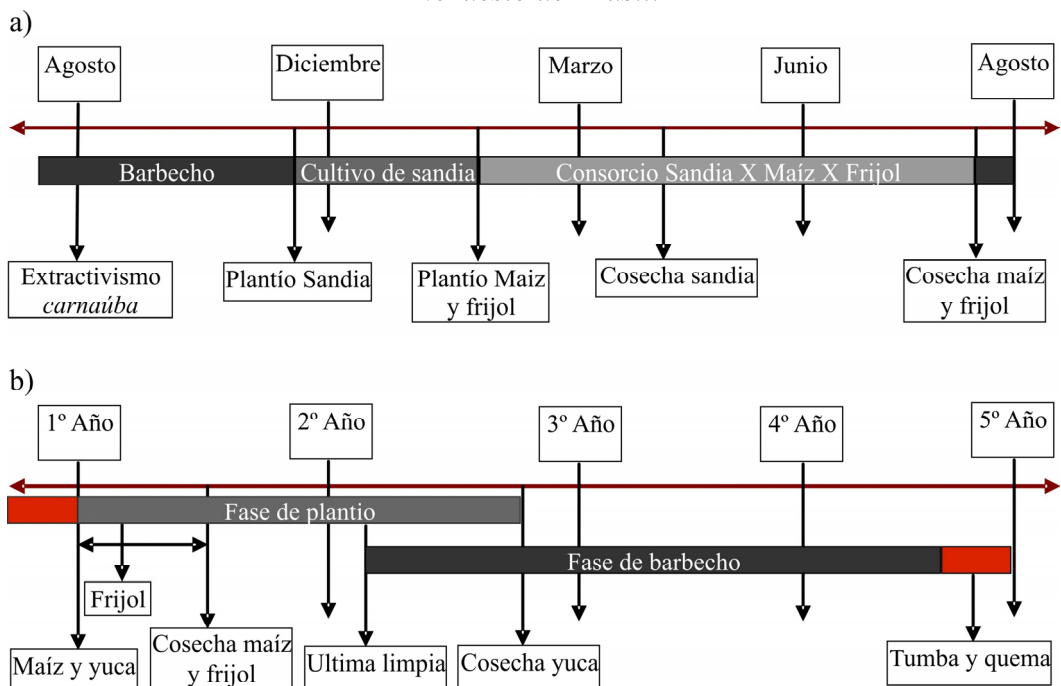 a)
Agosto
Diciembre
Marzo
Junio
Agosto
Barbecho
Cultivo de sandia
Consorcio Sandia X Maíz X Frijol
Extractivismo
carnaúba
Plantío Sandia
Plantío Maiz
y frijol
Cosecha sandia
Cosecha maíz
y frijol
b)
1º Año
2º Año
3º Año
4º Año
5º Año
Fase de plantio
Fase de barbecho
Frijol
Maíz y yuca
Cosecha maíz
y frijol
Ultima limpia
Cosecha yuca
Tumba y quema